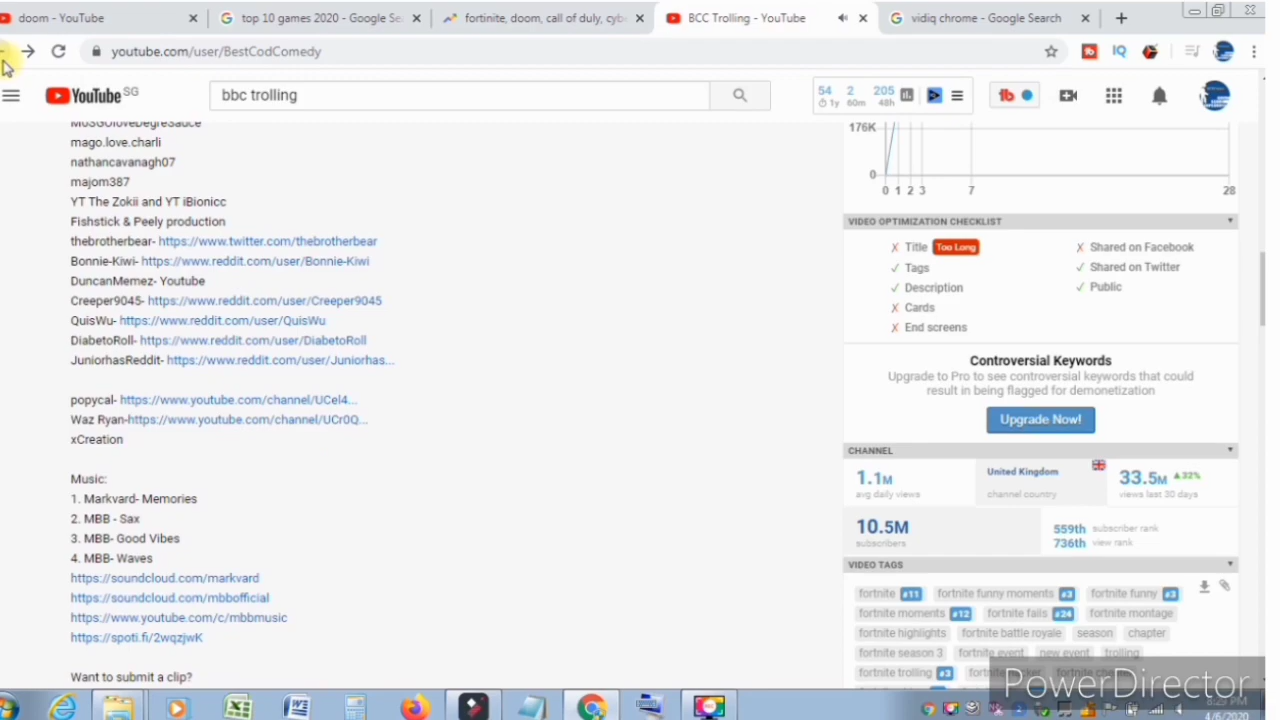 doom - YouTube
top 10 games 2020 - Google Se
fortinite, doom, call of duly, cyb
BCC Trolling - YouTube
vidiq chrome - Google Search
youtube.com/user/BestCodComedy
IQ
YouTube SG
bbc trolling
54 2 205
1y 60m 48h
tb
MoSGOloveDegreSauce
mago.love.charli
nathancavanagh07
majom387
YT The Zokii and YT iBionicc
Fishstick & Peely production
thebrotherbear- https://www.twitter.com/thebrotherbear
Bonnie-Kiwi- https://www.reddit.com/user/Bonnie-Kiwi
DuncanMemez- Youtube
Creeper9045- https://www.reddit.com/user/Creeper9045
QuisWu- https://www.reddit.com/user/QuisWu
DiabetoRoll- https://www.reddit.com/user/DiabetoRoll
JuniorhasReddit- https://www.reddit.com/user/Juniorhas...
popycal- https://www.youtube.com/channel/UCel4...
Waz Ryan-https://www.youtube.com/channel/UCr0Q...
xCreation
Music:
1. Markvard- Memories
2. MBB - Sax
3. MBB- Good Vibes
4. MBB- Waves
https://soundcloud.com/markvard
https://soundcloud.com/mbbofficial
https://www.youtube.com/c/mbbmusic
https://spoti.fi/2wqzjwK
Want to submit a clip?
176K
0
0 1 2 3 7 28
VIDEO OPTIMIZATION CHECKLIST
Title Too Long
Shared on Facebook
Tags
Shared on Twitter
Description
Public
Cards
End screens
Controversial Keywords
Upgrade to Pro to see controversial keywords that could
result in being flagged for demonetization
Upgrade Now!
CHANNEL
1.1M
avg daily views
United Kingdom
channel country
33.5M 32%
views last 30 days
10.5M
subscribers
559th subscriber rank
736th view rank
VIDEO TAGS
fortnite #11 fortnite funny moments #3 fortnite funny #3
fortnite moments #12 fortnite fails #24 fortnite montage
fortnite highlights fortnite battle royale season chapter
fortnite season 3 fortnite event new event trolling
fortnite trolling #3
PowerDirector
8:29 PM
4/6/2020